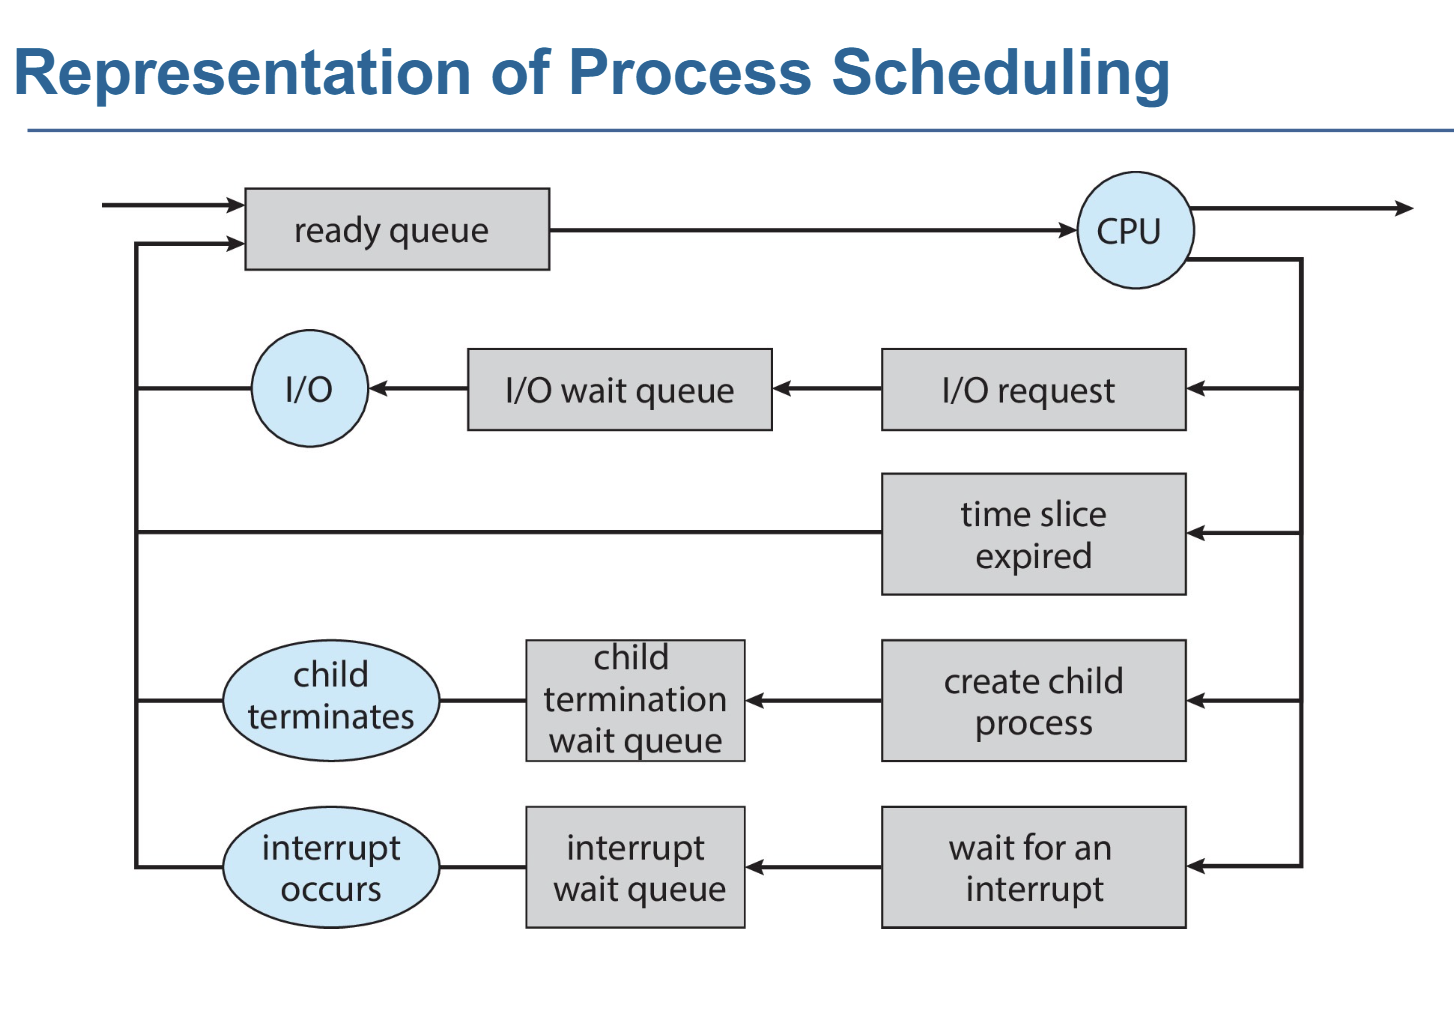 Representation of Process Scheduling
ready queue
CPU
I/O
I/O wait queue
I/O request
time slice
expired
child
terminates
child
termination
wait queue
create child
process
interrupt
occurs
interrupt
wait queue
wait for an
interrupt